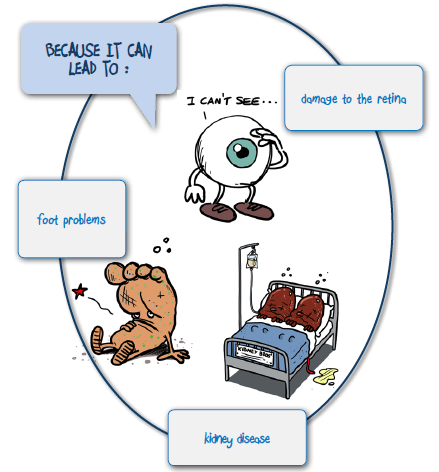 BECAUSE IT CAN
LEAD TO :
I CAN'T SEE...
damage to the retina
foot problems
KIDNEY BROS
kidney disease